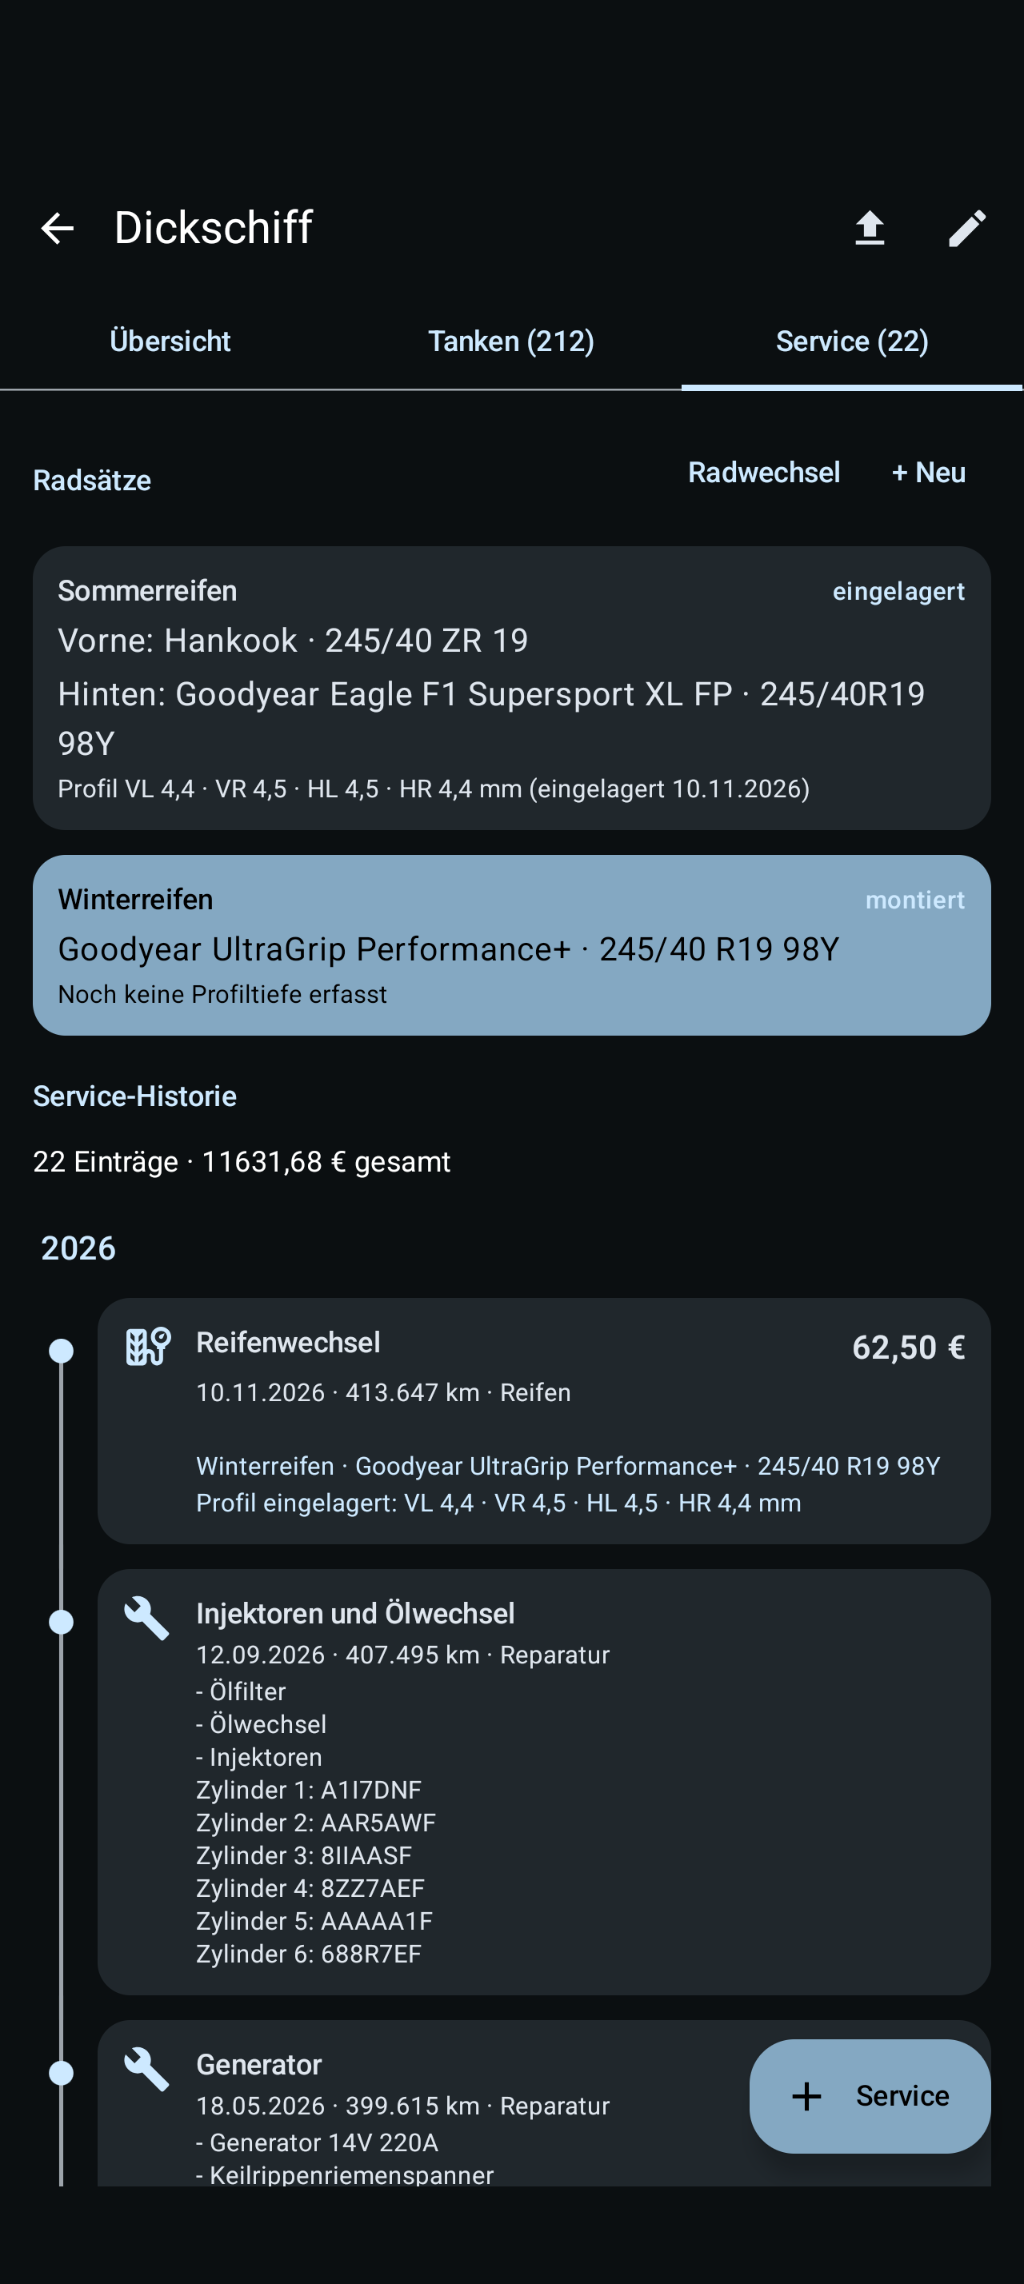 Dickschiff
Übersicht
Tanken (212)
Service (22)
Radsätze
Radwechsel
+ Neu
Sommerreifen
eingelagert
Vorne: Hankook · 245/40 ZR 19
Hinten: Goodyear Eagle F1 Supersport XL FP · 245/40R19
98Y
Profil VL 4,4 · VR 4,5 · HL 4,5 · HR 4,4 mm (eingelagert 10.11.2026)
Winterreifen
montiert
Goodyear UltraGrip Performance+ · 245/40 R19 98Y
Noch keine Profiltiefe erfasst
Service-Historie
22 Einträge · 11631,68 € gesamt
2026
Reifenwechsel
62,50 €
10.11.2026 · 413.647 km · Reifen
Winterreifen · Goodyear UltraGrip Performance+ · 245/40 R19 98Y
Profil eingelagert: VL 4,4 · VR 4,5 · HL 4,5 · HR 4,4 mm
Injektoren und Ölwechsel
12.09.2026 · 407.495 km · Reparatur
- Ölfilter
- Ölwechsel
- Injektoren
Zylinder 1: A1I7DNF
Zylinder 2: AAR5AWF
Zylinder 3: 8IIAASF
Zylinder 4: 8ZZ7AEF
Zylinder 5: AAAAA1F
Zylinder 6: 688R7EF
Generator
18.05.2026 · 399.615 km · Reparatur
- Generator 14V 220A
- Keilrippenriemenspanner
Service